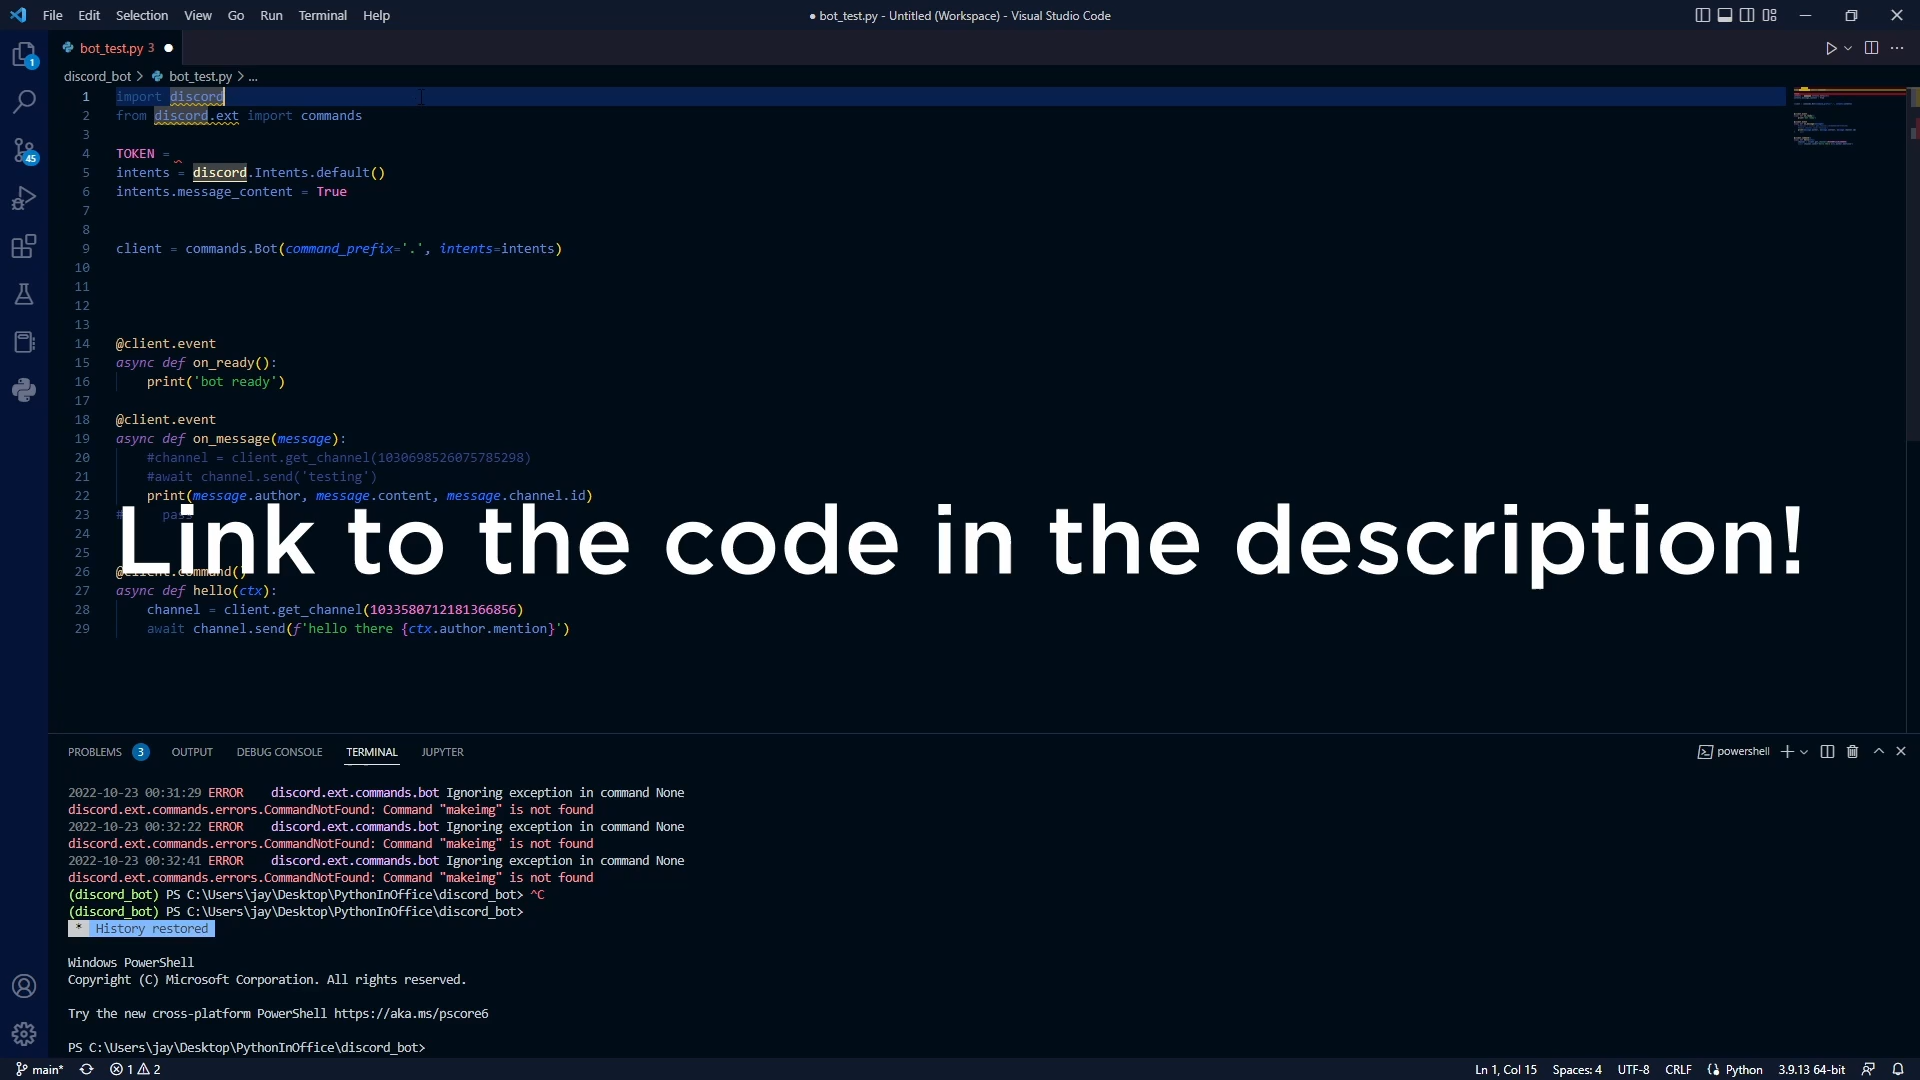 File Edit Selection View Go Run Terminal Help
● bot_test.py - Untitled (Workspace) - Visual Studio Code
bot_test.py 3 ●
discord_bot > bot_test.py > ...
1 import discord
2 from discord.ext import commands
3
4 TOKEN =
5 intents = discord.Intents.default()
6 intents.message_content = True
7
8
9 client = commands.Bot(command_prefix='.', intents=intents)
10
11
12
13
14 @client.event
15 async def on_ready():
16 print('bot ready')
17
18 @client.event
19 async def on_message(message):
20 #channel = client.get_channel(1030698526075785298)
21 #await channel.send('testing')
22 print(message.author, message.content, message.channel.id)
23 # pass
Link to the code in the description!
24
25
26 @client.command()
27 async def hello(ctx):
28 channel = client.get_channel(1033580712181366856)
29 await channel.send(f'hello there {ctx.author.mention}')
1
45
PROBLEMS 3 OUTPUT DEBUG CONSOLE TERMINAL JUPYTER
powershell
2022-10-23 00:31:29 ERROR discord.ext.commands.bot Ignoring exception in command None
discord.ext.commands.errors.CommandNotFound: Command "makeimg" is not found
2022-10-23 00:32:22 ERROR discord.ext.commands.bot Ignoring exception in command None
discord.ext.commands.errors.CommandNotFound: Command "makeimg" is not found
2022-10-23 00:32:41 ERROR discord.ext.commands.bot Ignoring exception in command None
discord.ext.commands.errors.CommandNotFound: Command "makeimg" is not found
(discord_bot) PS C:\Users\jay\Desktop\PythonInOffice\discord_bot> ^C
(discord_bot) PS C:\Users\jay\Desktop\PythonInOffice\discord_bot>
* History restored
Windows PowerShell
Copyright (C) Microsoft Corporation. All rights reserved.
Try the new cross-platform PowerShell https://aka.ms/pscore6
PS C:\Users\jay\Desktop\PythonInOffice\discord_bot>
main* 1 2
Ln 1, Col 15 Spaces: 4 UTF-8 CRLF Python 3.9.13 64-bit